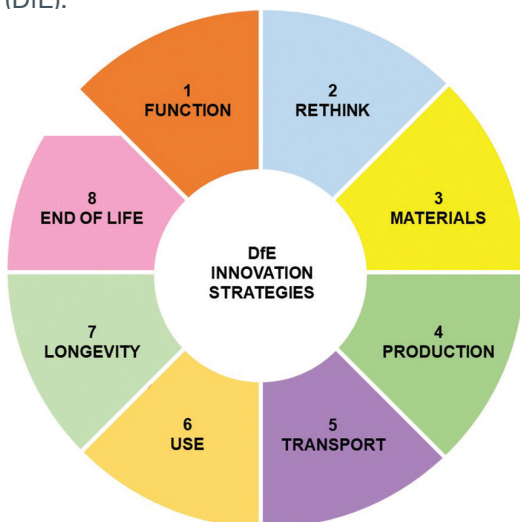 (DfE).
1
FUNCTION
2
RETHINK
3
MATERIALS
4
PRODUCTION
5
TRANSPORT
6
USE
7
LONGEVITY
8
END OF LIFE
DfE
INNOVATION
STRATEGIES